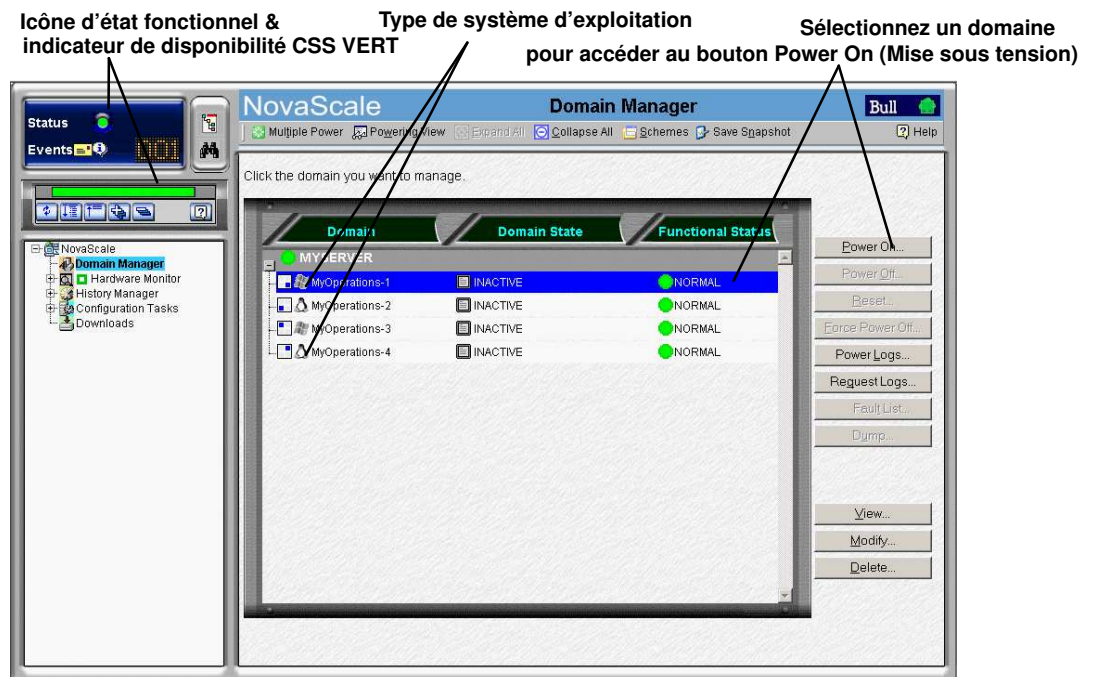 Icône d'état fonctionnel &
indicateur de disponibilité CSS VERT
Type de système d'exploitation
Sélectionnez un domaine
pour accéder au bouton Power On (Mise sous tension)
Status
Events
NovaScale
Domain Manager
Bull
Multiple Power
Powering View
Expand All
Collapse All
Schemes
Save Snapshot
Help
Click the domain you want to manage.
NovaScale
Domain Manager
Hardware Monitor
History Manager
Configuration Tasks
Downloads
Domain
Domain State
Functional Status
MYSERVER
MyOperations-1 INACTIVE NORMAL
MyOperations-2 INACTIVE NORMAL
MyOperations-3 INACTIVE NORMAL
MyOperations-4 INACTIVE NORMAL
Power On...
Power Off...
Reset...
Force Power Off...
Power Logs...
Request Logs...
Fault List...
Dump...
View...
Modify...
Delete...